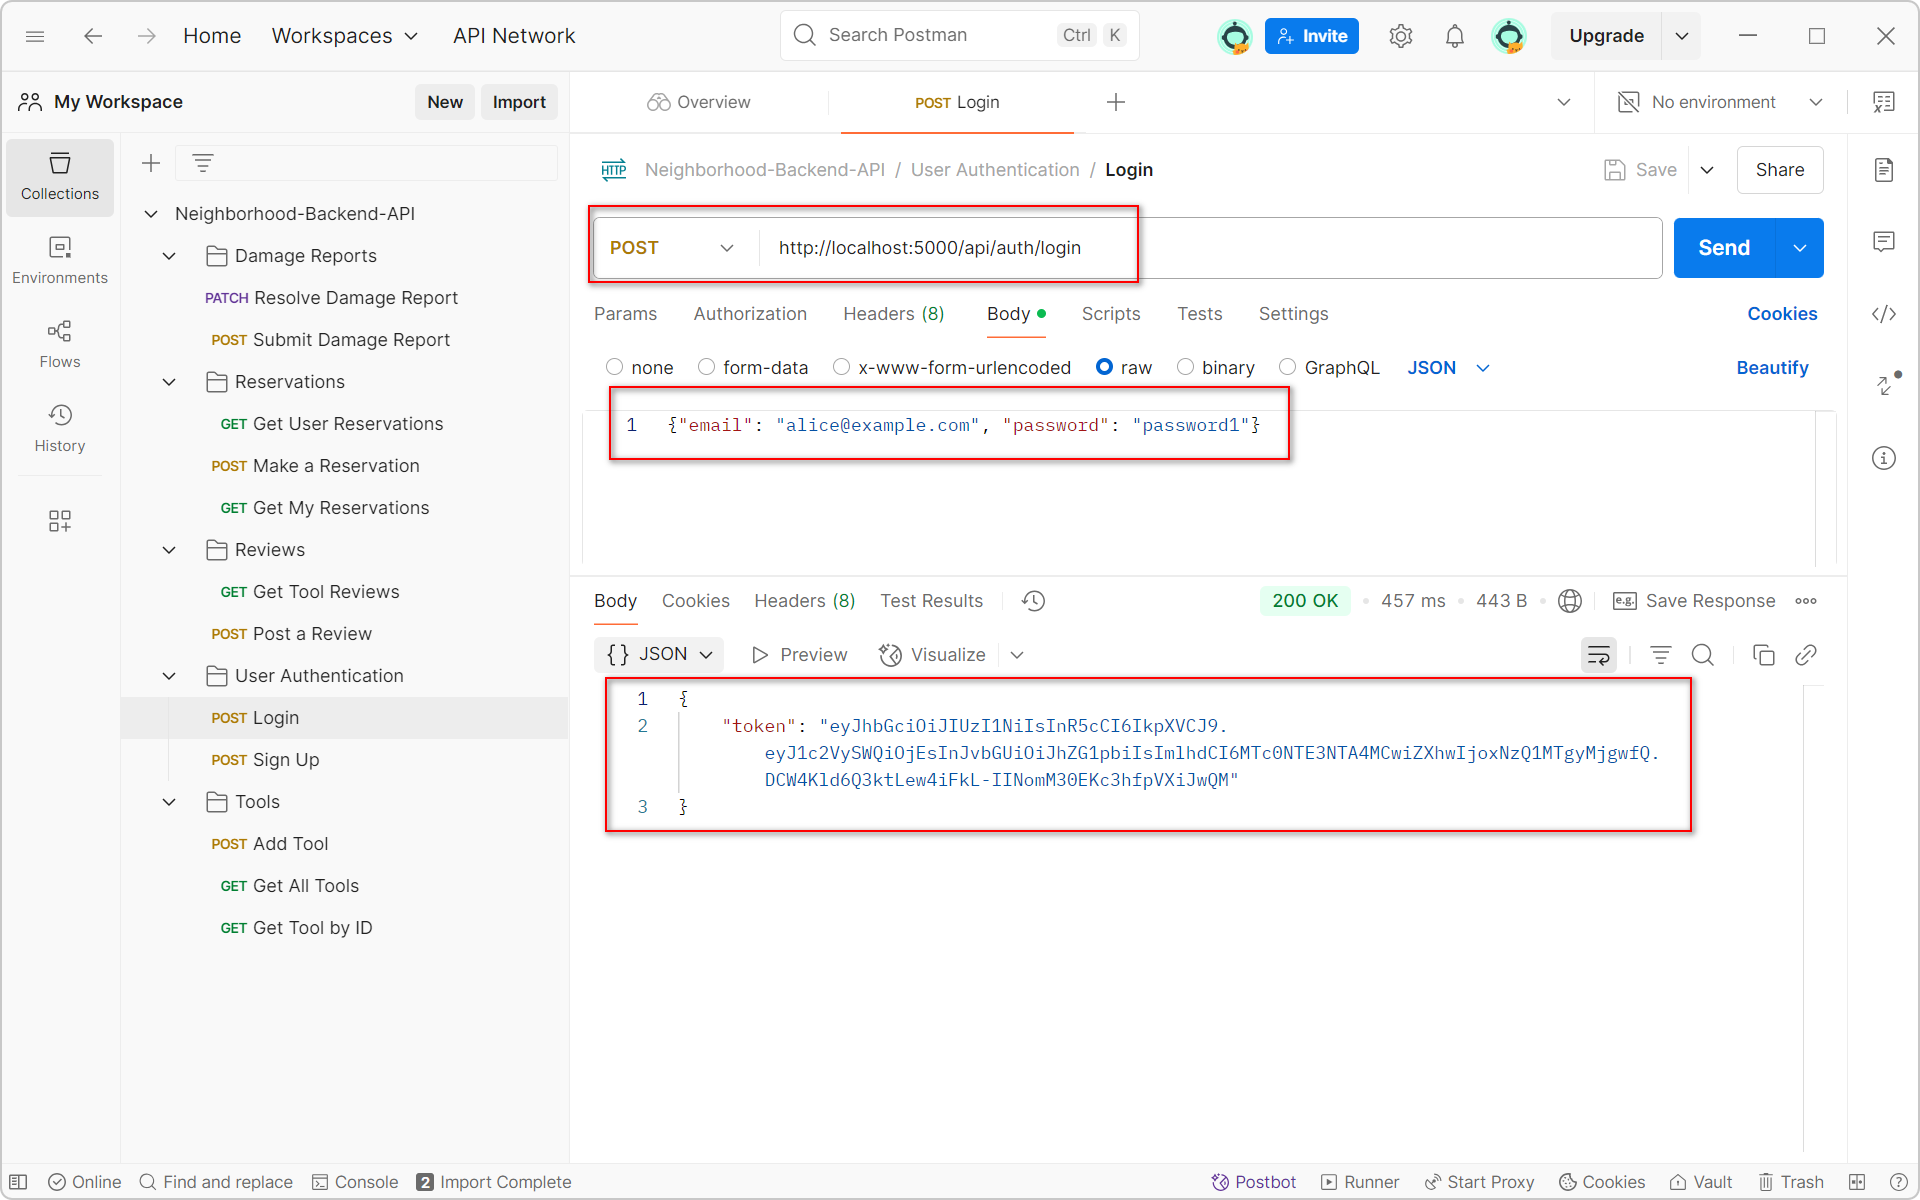 Home Workspaces API Network Search Postman Ctrl K Invite Upgrade
My Workspace New Import Overview POST Login No environment
Collections
Environments
Flows
History
Neighborhood-Backend-API
Damage Reports
PATCH Resolve Damage Report
POST Submit Damage Report
Reservations
GET Get User Reservations
POST Make a Reservation
GET Get My Reservations
Reviews
GET Get Tool Reviews
POST Post a Review
User Authentication
POST Login
POST Sign Up
Tools
POST Add Tool
GET Get All Tools
GET Get Tool by ID
HTTP Neighborhood-Backend-API / User Authentication / Login Save Share
POST http://localhost:5000/api/auth/login Send
Params Authorization Headers (8) Body Scripts Tests Settings Cookies
none form-data x-www-form-urlencoded raw binary GraphQL JSON Beautify
1 {"email": "alice@example.com", "password": "password1"}
Body Cookies Headers (8) Test Results 200 OK 457 ms 443 B e.g. Save Response
{} JSON Preview Visualize
1 {
2 "token": "eyJhbGciOiJIUzI1NiIsInR5cCI6IkpXVCJ9.
eyJ1c2VySWQiOjEsInJvbGUiOiJhZG1pbiIsImlhdCI6MTc0NTE3NTA4MCwiZXhwIjoxNzQ1MTgyMjgwfQ.
DCW4Kld6Q3ktLew4iFkL-IINomM30EKc3hfpVXiJwQM"
3 }
Online Find and replace Console 2 Import Complete Postbot Runner Start Proxy Cookies Vault Trash